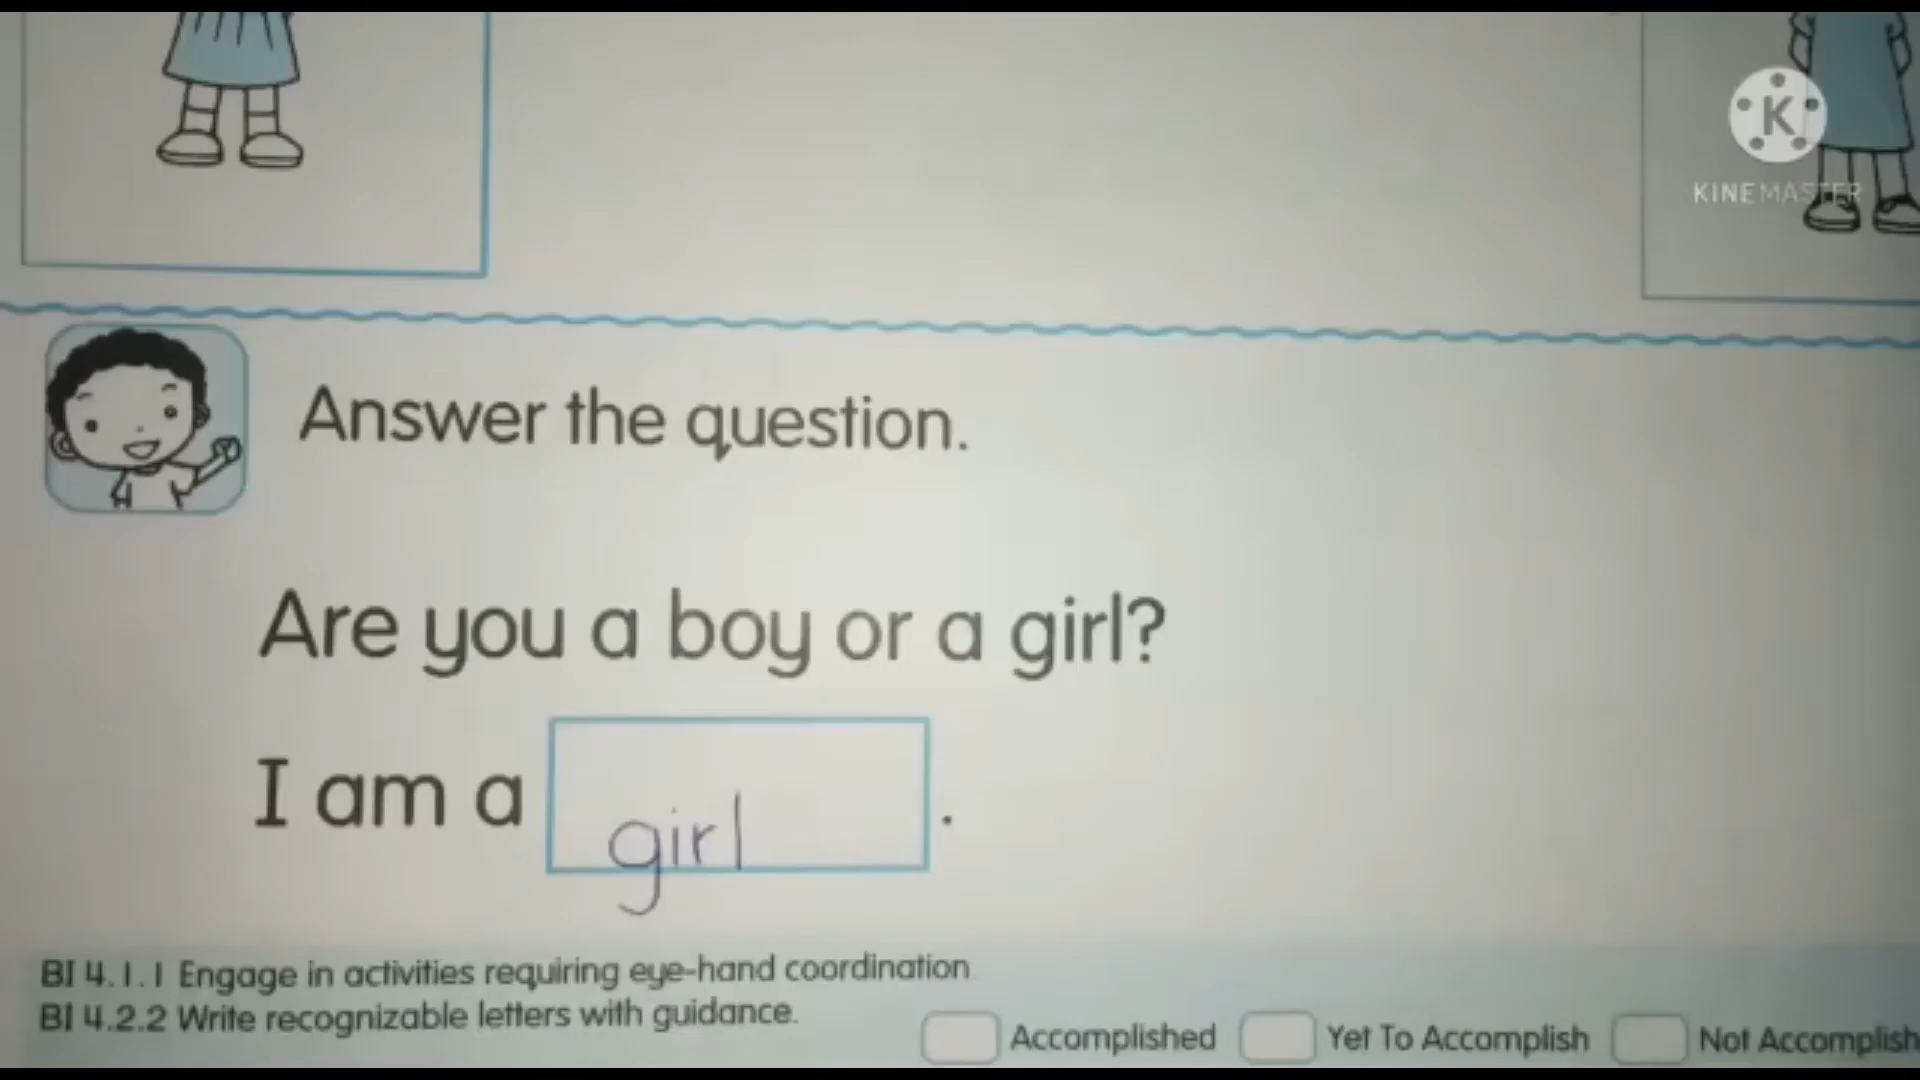 K
KINEMASTER
Answer the question.
Are you a boy or a girl?
I am a girl.
BI 4.1.1 Engage in activities requiring eye-hand coordination.
BI 4.2.2 Write recognizable letters with guidance.
Accomplished Yet To Accomplish Not Accomplish